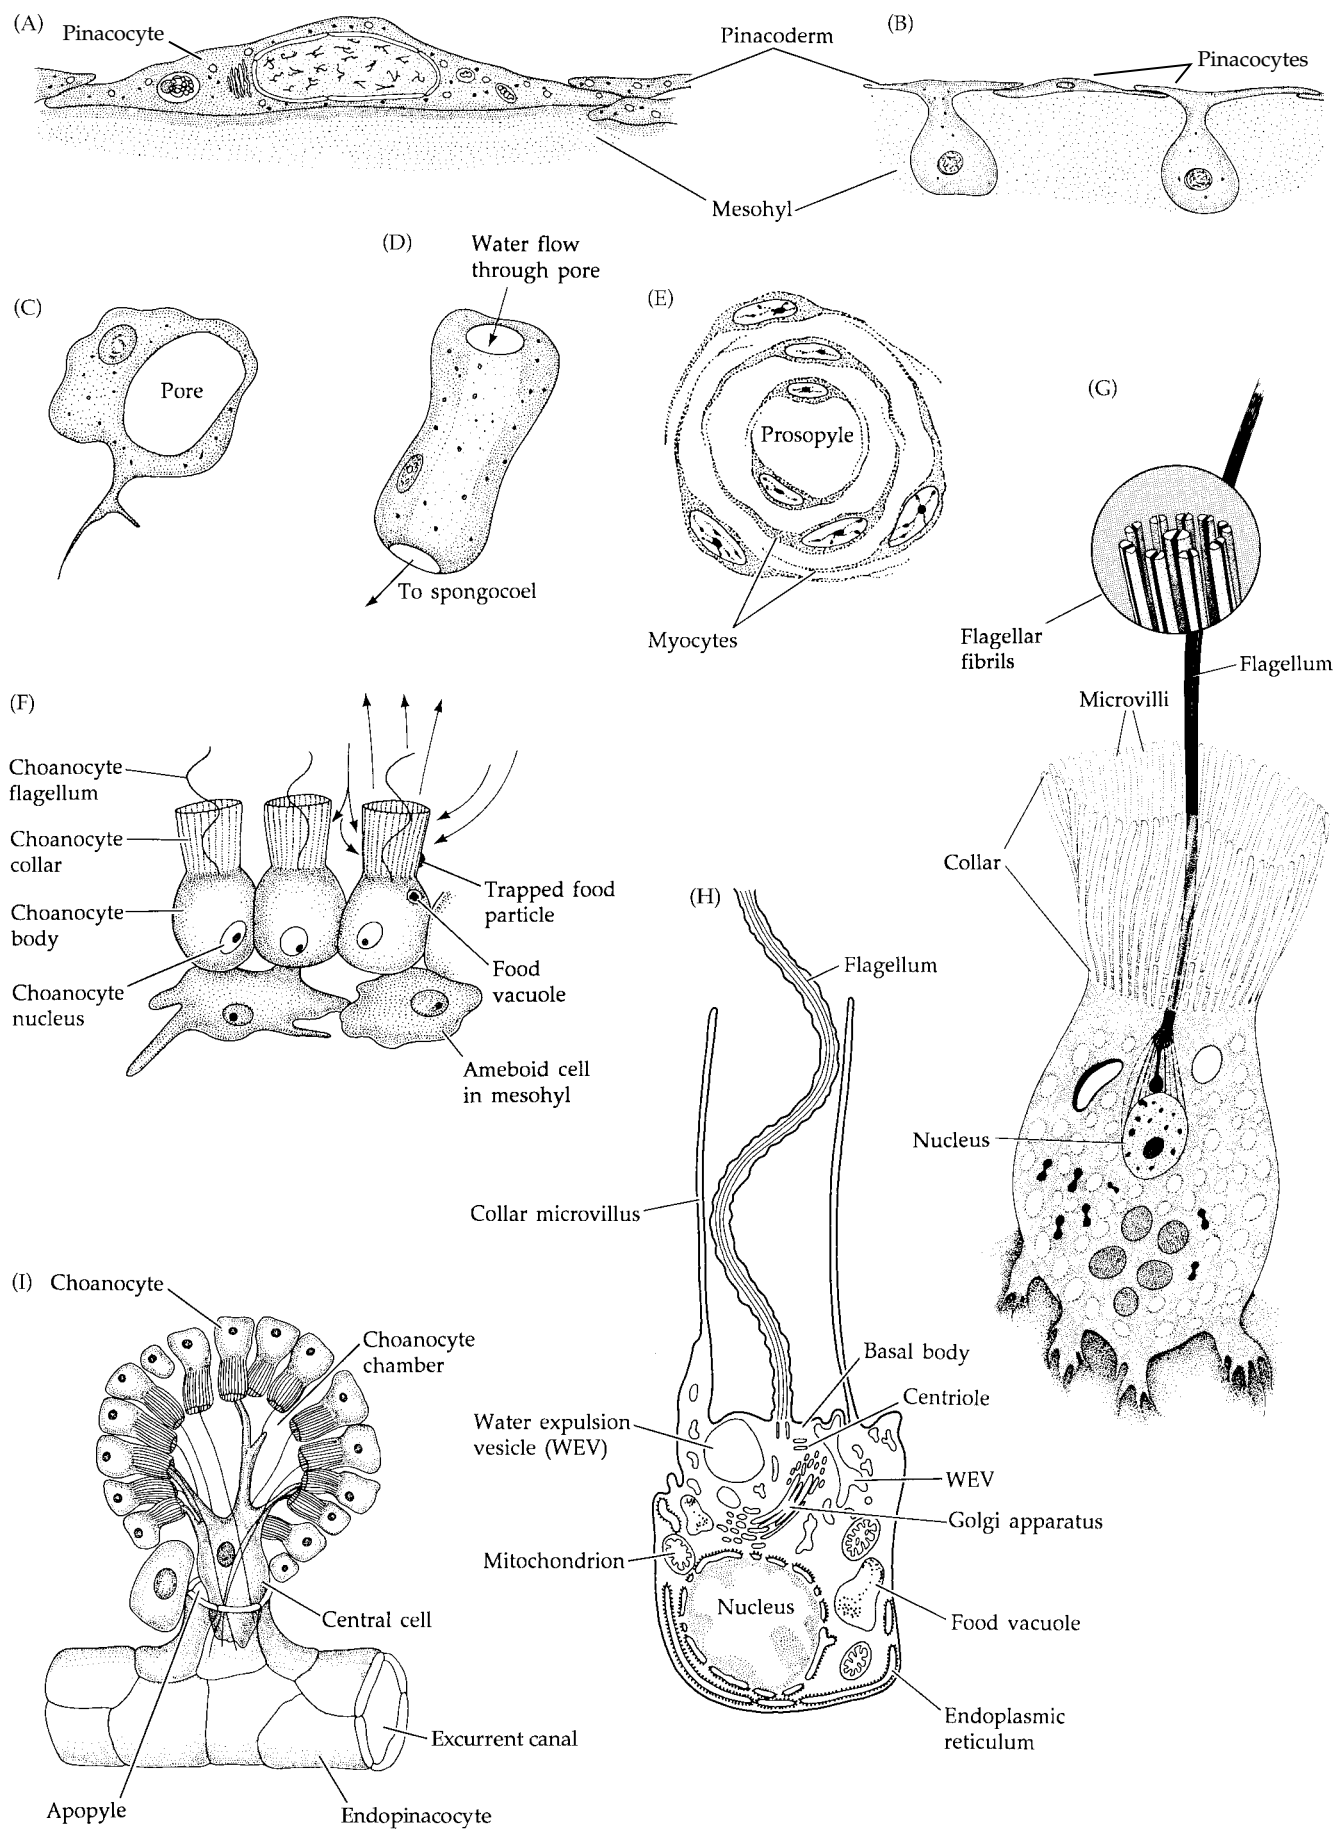 (A)
Pinacocyte
Pinacoderm
(B)
Pinacocytes
Mesohyl
(C)
Pore
(D)
Water flow
through pore
To spongocoel
(E)
Prosopyle
Myocytes
(G)
Flagellar
fibrils
Flagellum
Microvilli
Collar
Nucleus
(F)
Choanocyte
flagellum
Choanocyte
collar
Choanocyte
body
Choanocyte
nucleus
Trapped food
particle
Food
vacuole
Ameboid cell
in mesohyl
(H)
Flagellum
Collar microvillus
Basal body
Centriole
Water expulsion
vesicle (WEV)
WEV
Golgi apparatus
Mitochondrion
Nucleus
Food vacuole
Endoplasmic
reticulum
(I)
Choanocyte
Choanocyte
chamber
Central cell
Excurrent canal
Apopyle
Endopinacocyte